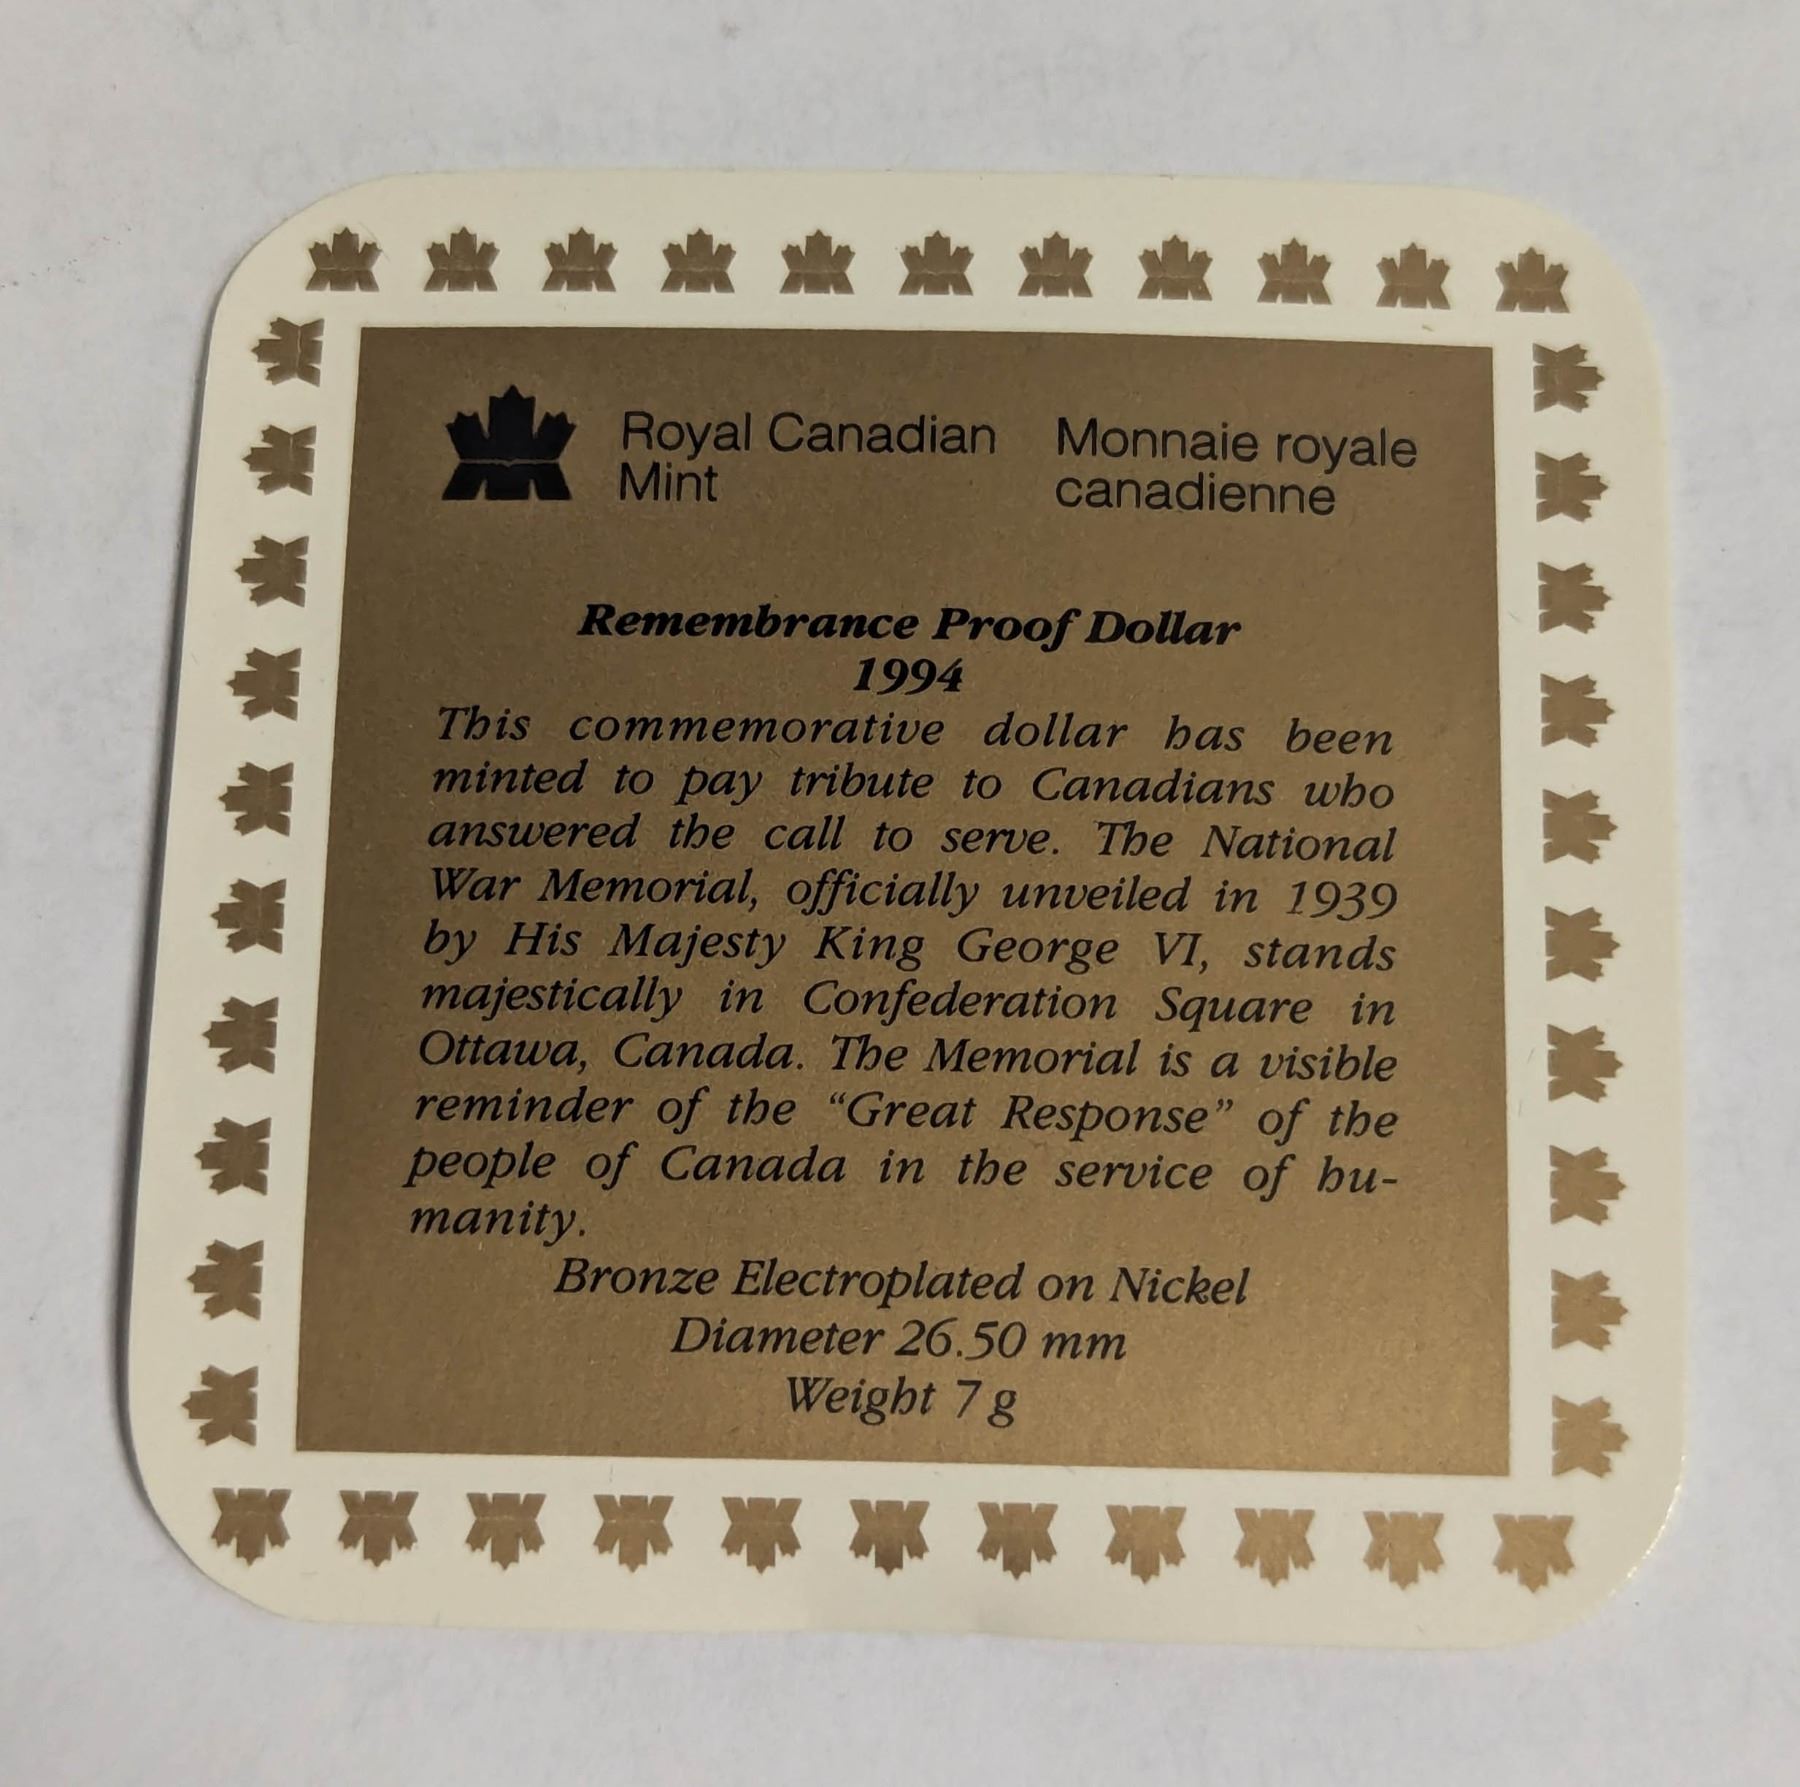 Royal Canadian Mint
Monnaie royale canadienne
Remembrance Proof Dollar
1994
This commemorative dollar has been
minted to pay tribute to Canadians who
answered the call to serve. The National
War Memorial, officially unveiled in 1939
by His Majesty King George VI, stands
majestically in Confederation Square in
Ottawa, Canada. The Memorial is a visible
reminder of the “Great Response” of the
people of Canada in the service of hu-
manity.
Bronze Electroplated on Nickel
Diameter 26.50 mm
Weight 7 g